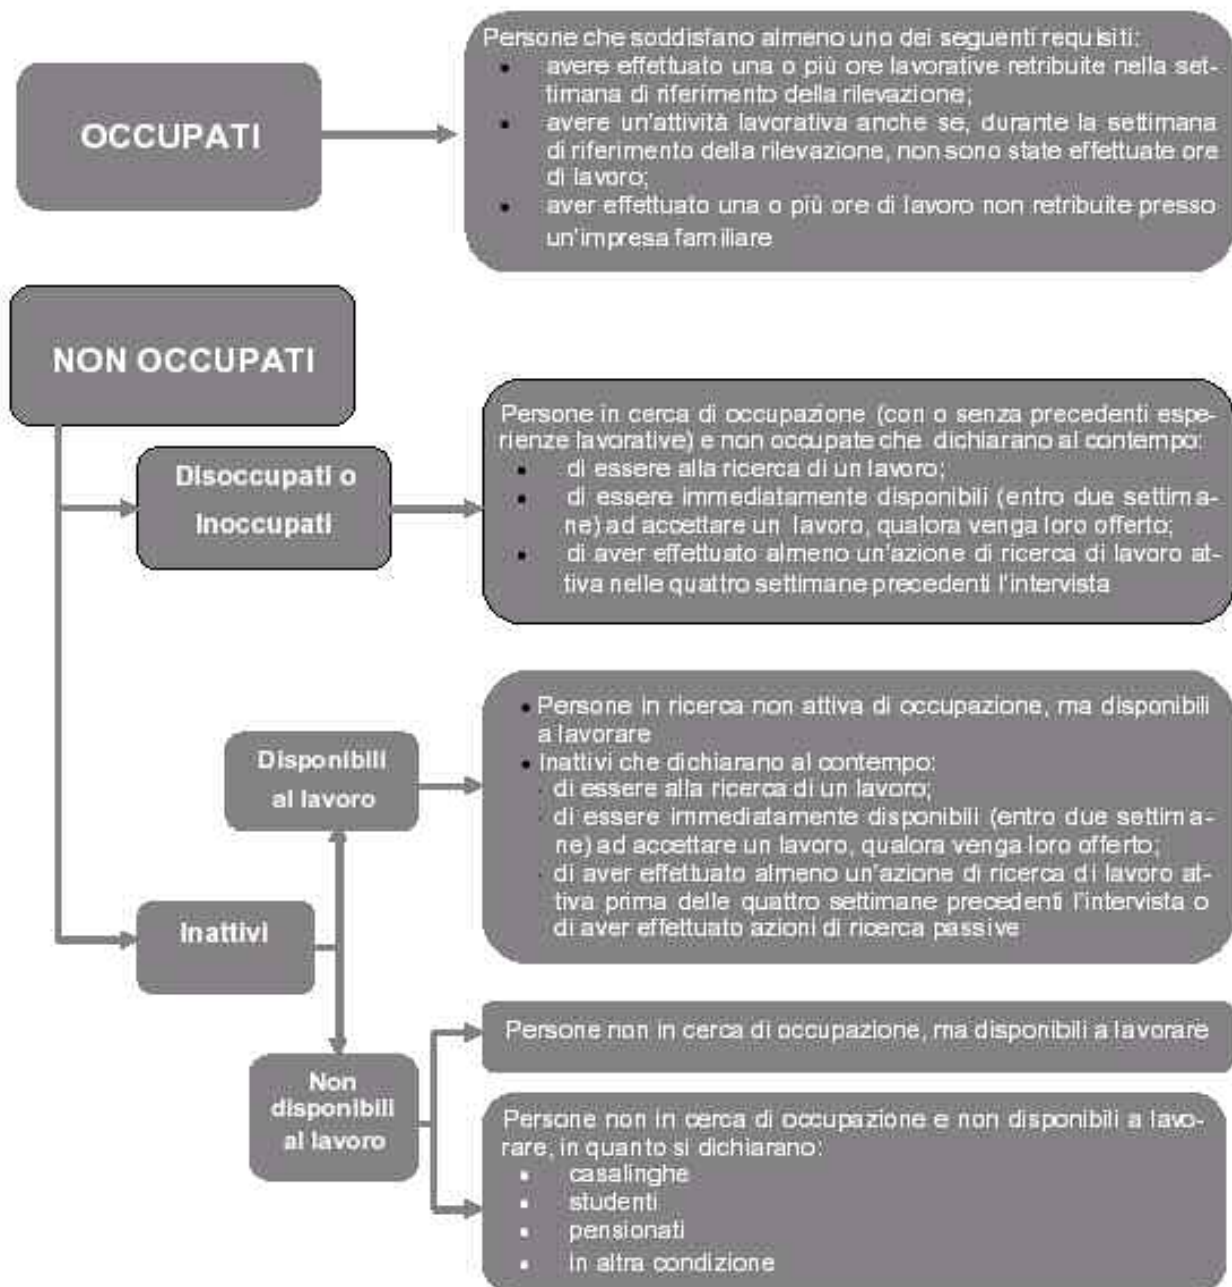 OCCUPATI
Persone che soddisfano almeno uno dei seguenti requisiti:
• avere effettuato una o più ore lavorative retribuite nella set-
timana di riferimento della rilevazione;
• avere un'attività lavorativa anche se, durante la settimana
di riferimento della rilevazione, non sono state effettuate ore
di lavoro;
• aver effettuato una o più ore di lavoro non retribuite presso
un'impresa familiare
NON OCCUPATI
Disoccupati o
Inoccupati
Persone in cerca di occupazione (con o senza precedenti espe-
rienze lavorative) e non occupate che dichiarano al contempo:
• di essere alla ricerca di un lavoro;
• di essere immediatamente disponibili (entro due settima-
ne) ad accettare un lavoro, qualora venga loro offerto;
• di aver effettuato almeno un'azione di ricerca di lavoro at-
tiva nelle quattro settimane precedenti l'intervista
Inattivi
Disponibili
al lavoro
• Persone in ricerca non attiva di occupazione, ma disponibili
a lavorare
• Inattivi che dichiarano al contempo:
· di essere alla ricerca di un lavoro;
· di essere immediatamente disponibili (entro due settima-
ne) ad accettare un lavoro, qualora venga loro offerto;
· di aver effettuato almeno un'azione di ricerca di lavoro at-
tiva prima delle quattro settimane precedenti l'intervista o
di aver effettuato azioni di ricerca passive
Non
disponibili
al lavoro
Persone non in cerca di occupazione, ma disponibili a lavorare
Persone non in cerca di occupazione e non disponibili a lavo-
rare, in quanto si dichiarano:
• casalinghe
• studenti
• pensionati
• in altra condizione